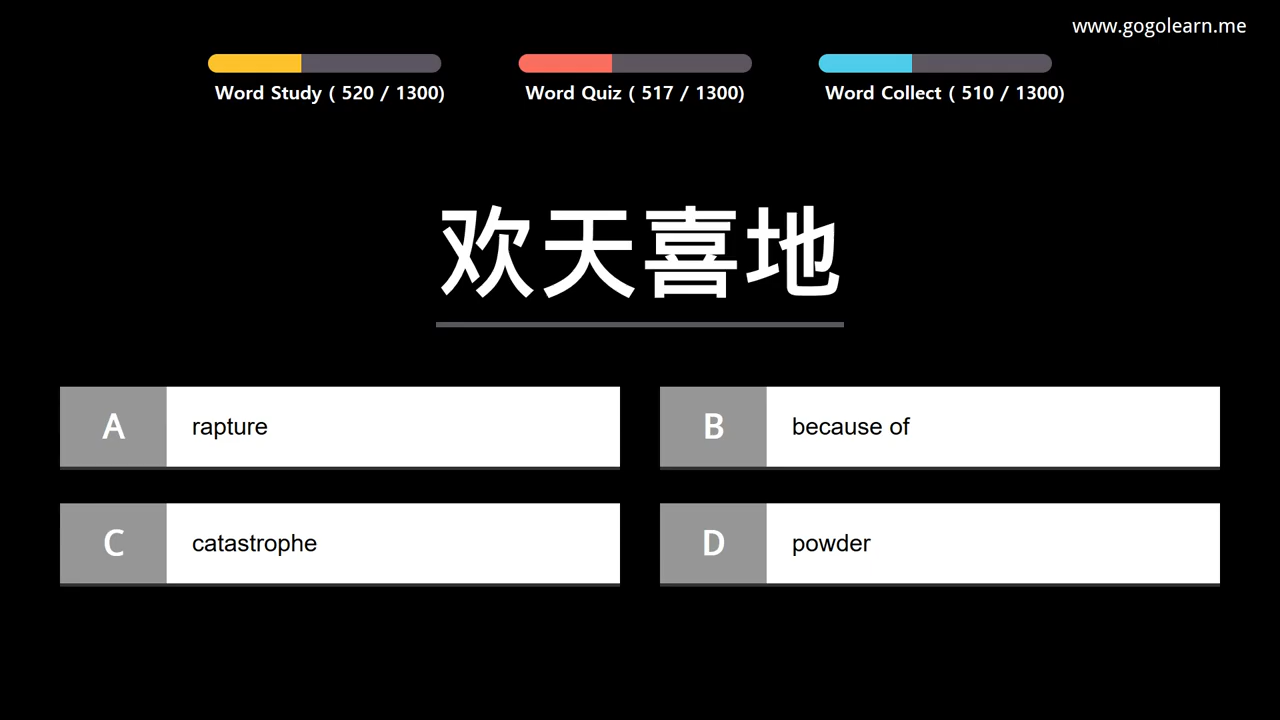 www.gogolearn.me
Word Study ( 520 / 1300)
Word Quiz ( 517 / 1300)
Word Collect ( 510 / 1300)
欢天喜地
A
rapture
B
because of
C
catastrophe
D
powder